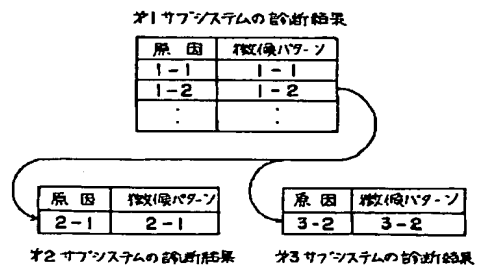 才1サブシステムの診断結果
原因 徴候パターン
1-1 1-1
1-2 1-2
: :
原因 徴候パターン
2-1 2-1
原因 徴候パターン
3-2 3-2
才2サブシステムの診断結果
才3サブシステムの診断結果